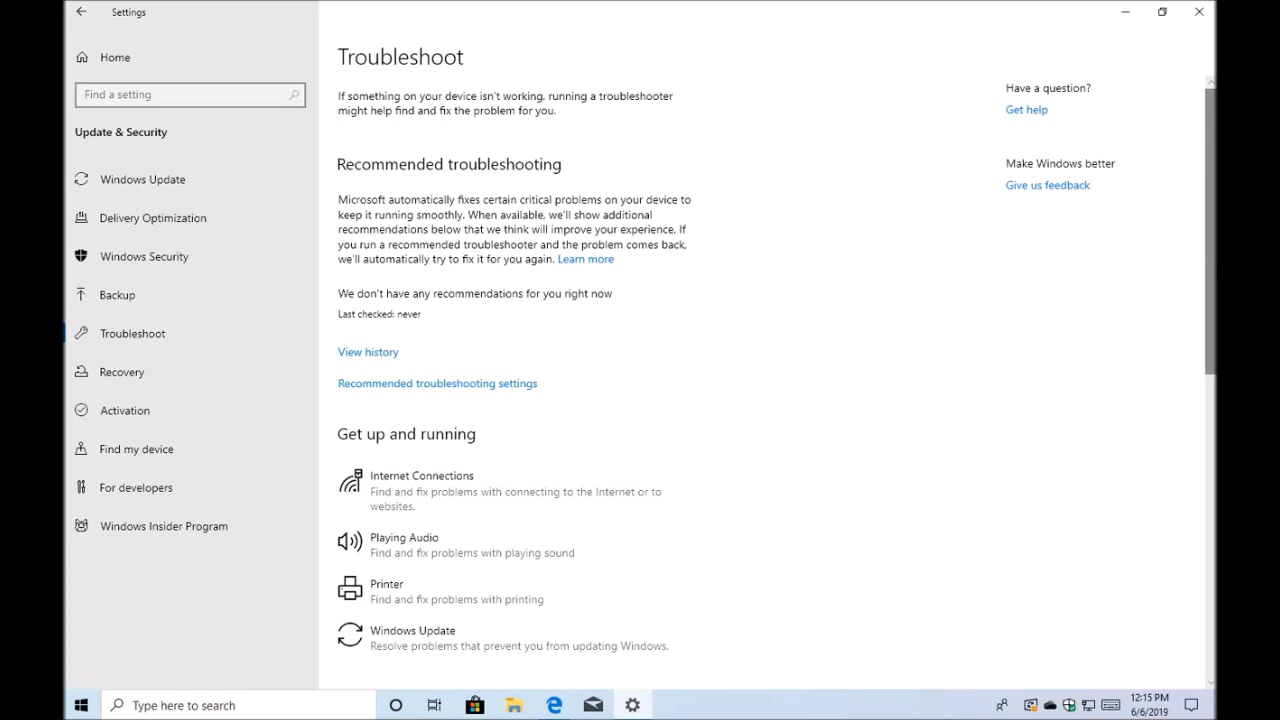 Settings
Home
Find a setting
Update & Security
Windows Update
Delivery Optimization
Windows Security
Backup
Troubleshoot
Recovery
Activation
Find my device
For developers
Windows Insider Program
Troubleshoot
If something on your device isn't working, running a troubleshooter
might help find and fix the problem for you.
Recommended troubleshooting
Microsoft automatically fixes certain critical problems on your device to
keep it running smoothly. When available, we'll show additional
recommendations below that we think will improve your experience. If
you run a recommended troubleshooter and the problem comes back,
we'll automatically try to fix it for you again. Learn more
We don't have any recommendations for you right now
Last checked: never
View history
Recommended troubleshooting settings
Get up and running
Internet Connections
Find and fix problems with connecting to the Internet or to
websites.
Playing Audio
Find and fix problems with playing sound
Printer
Find and fix problems with printing
Windows Update
Resolve problems that prevent you from updating Windows.
Have a question?
Get help
Make Windows better
Give us feedback
Type here to search
12:15 PM
6/6/2019